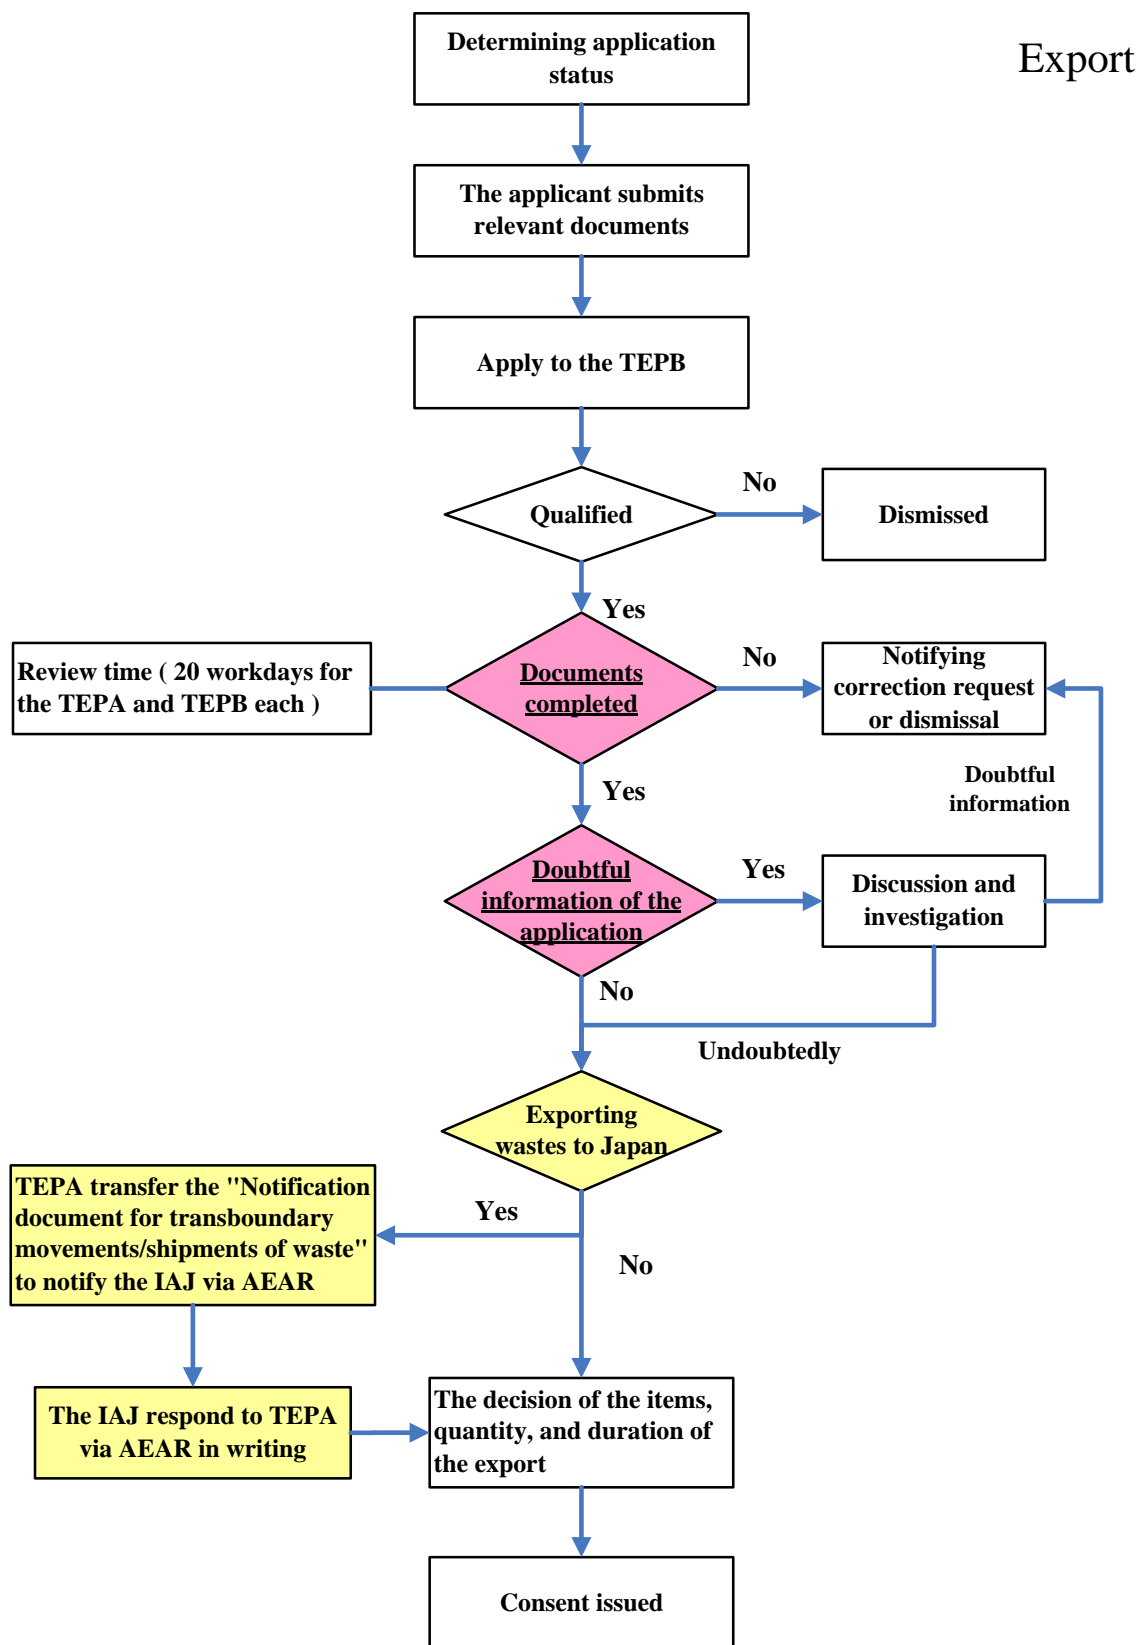 Determining application
status
Export
The applicant submits
relevant documents
Apply to the TEPB
Qualified
No
Dismissed
Yes
Review time ( 20 workdays for
the TEPA and TEPB each )
Documents
completed
No
Notifying
correction request
or dismissal
Yes
Doubtful
information
Doubtful
information of the
application
Yes
Discussion and
investigation
No
Undoubtedly
Exporting
wastes to Japan
TEPA transfer the "Notification
document for transboundary
movements/shipments of waste"
to notify the IAJ via AEAR
Yes
No
The IAJ respond to TEPA
via AEAR in writing
The decision of the items,
quantity, and duration of
the export
Consent issued